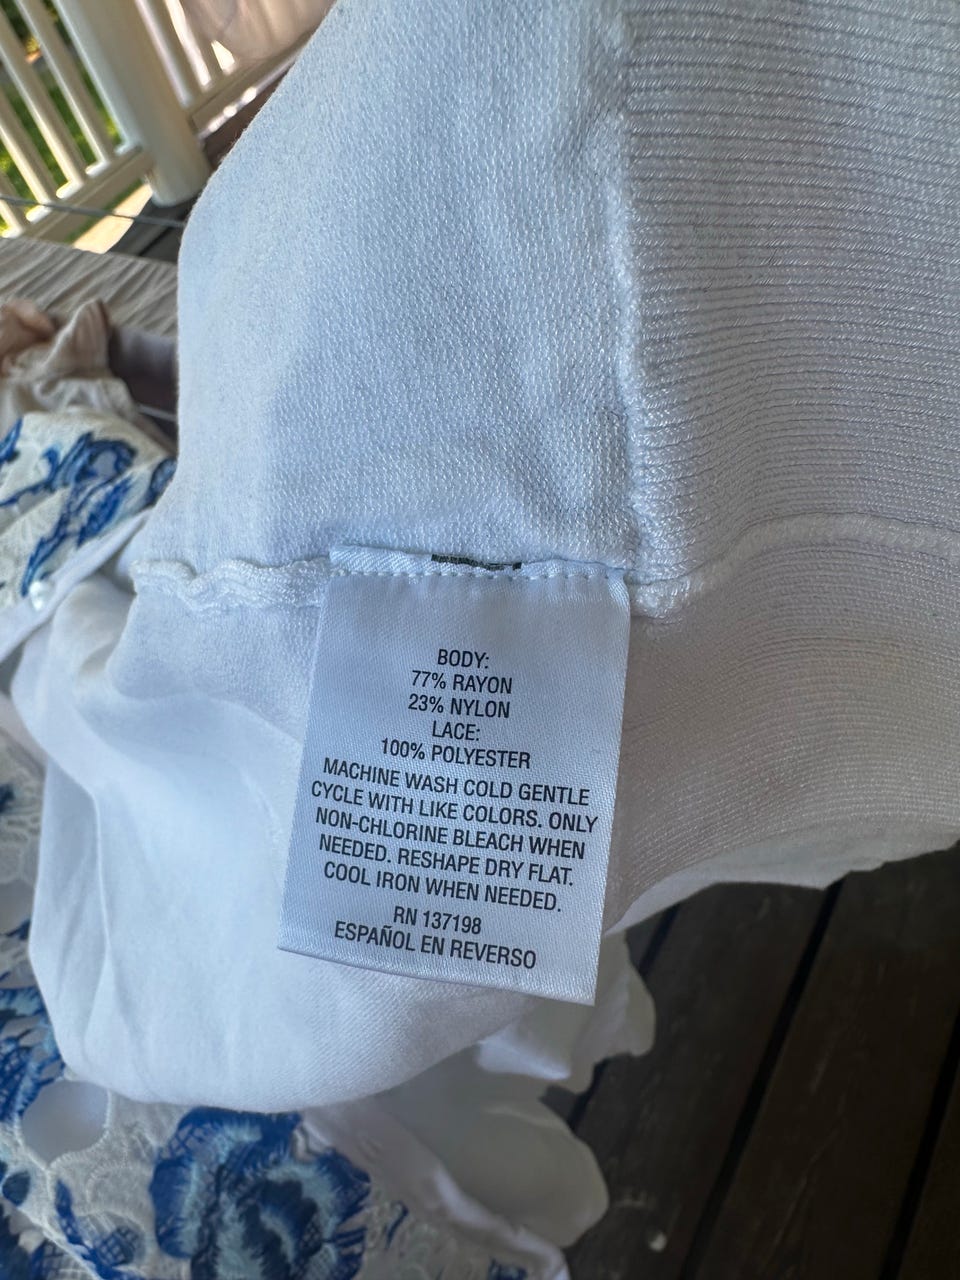 BODY:
77% RAYON
23% NYLON
LACE:
100% POLYESTER
MACHINE WASH COLD GENTLE
CYCLE WITH LIKE COLORS. ONLY
NON-CHLORINE BLEACH WHEN
NEEDED. RESHAPE DRY FLAT.
COOL IRON WHEN NEEDED.
RN 137198
ESPAÑOL EN REVERSO